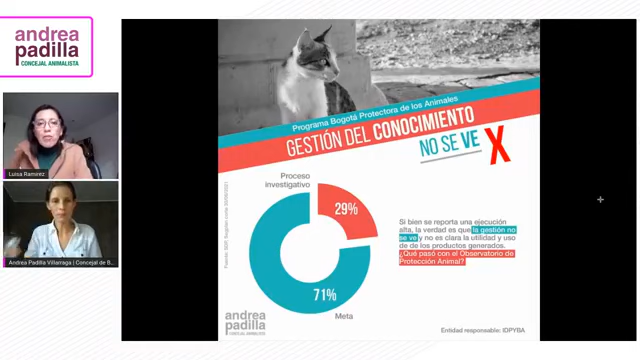 andrea
padilla
CONCEJAL ANIMALISTA
Luisa Ramirez
Andrea Padilla Villarraga | Concejal de B...
Programa Bogotá Protectora de los Animales
GESTIÓN DEL CONOCIMIENTO
NO SE VE X
Proceso
investigativo
29%
71%
Meta
Si bien se reporta una ejecución
alta, la verdad es que la gestión no
se ve y no es clara la utilidad y uso
de de los productos generados.
¿Qué pasó con el Observatorio de
Protección Animal?
andrea
padilla
CONCEJAL ANIMALISTA
Entidad responsable: IDPYBA